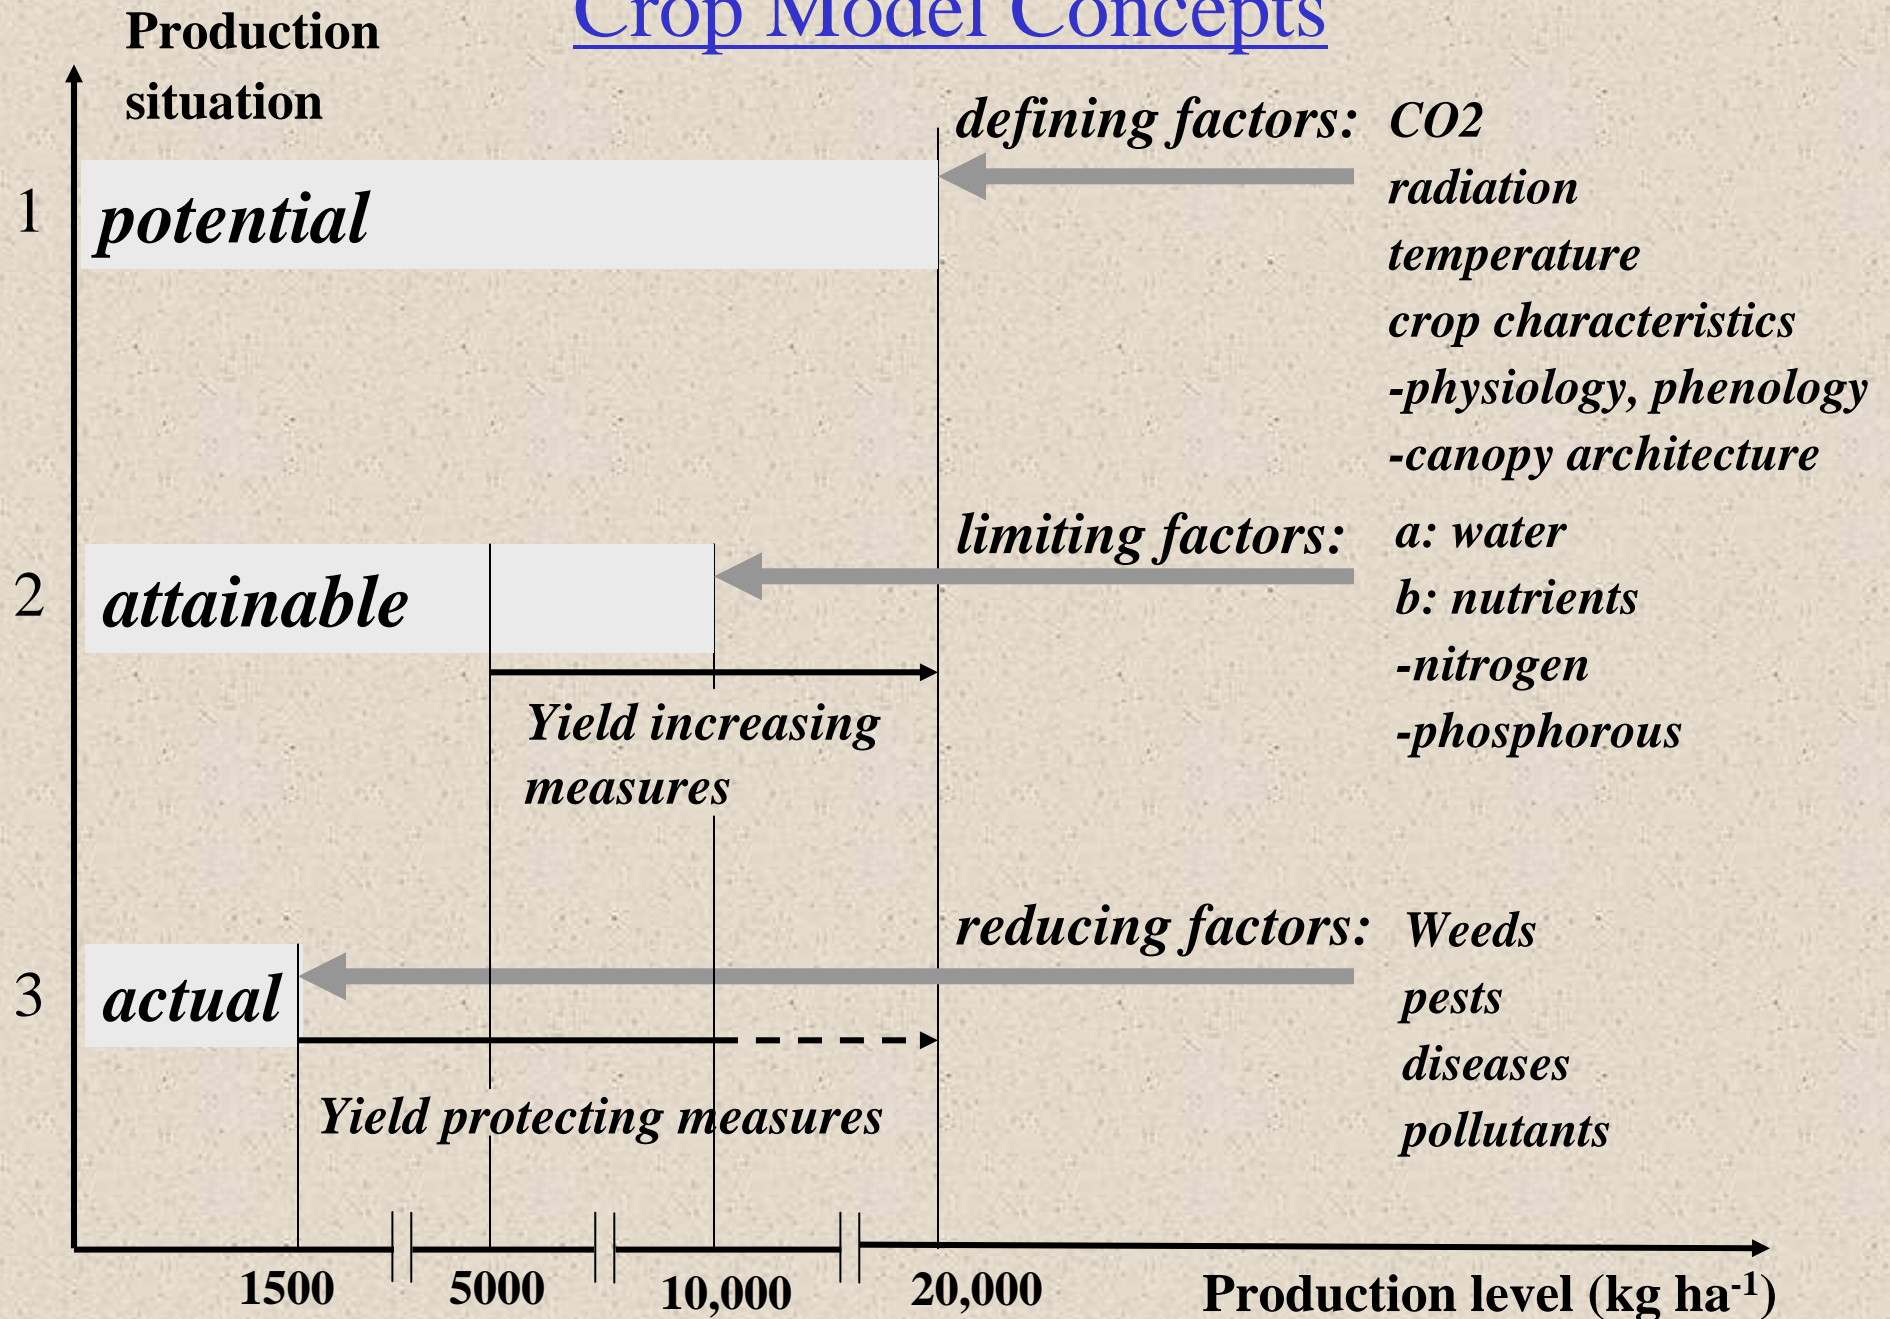 Crop Model Concepts
Production
situation
1
potential
defining factors:
CO2
radiation
temperature
crop characteristics
-physiology, phenology
-canopy architecture
2
attainable
limiting factors:
a: water
b: nutrients
-nitrogen
-phosphorous
Yield increasing
measures
3
actual
reducing factors:
Weeds
pests
diseases
pollutants
Yield protecting measures
1500
5000
10,000
20,000
Production level (kg ha⁻¹)